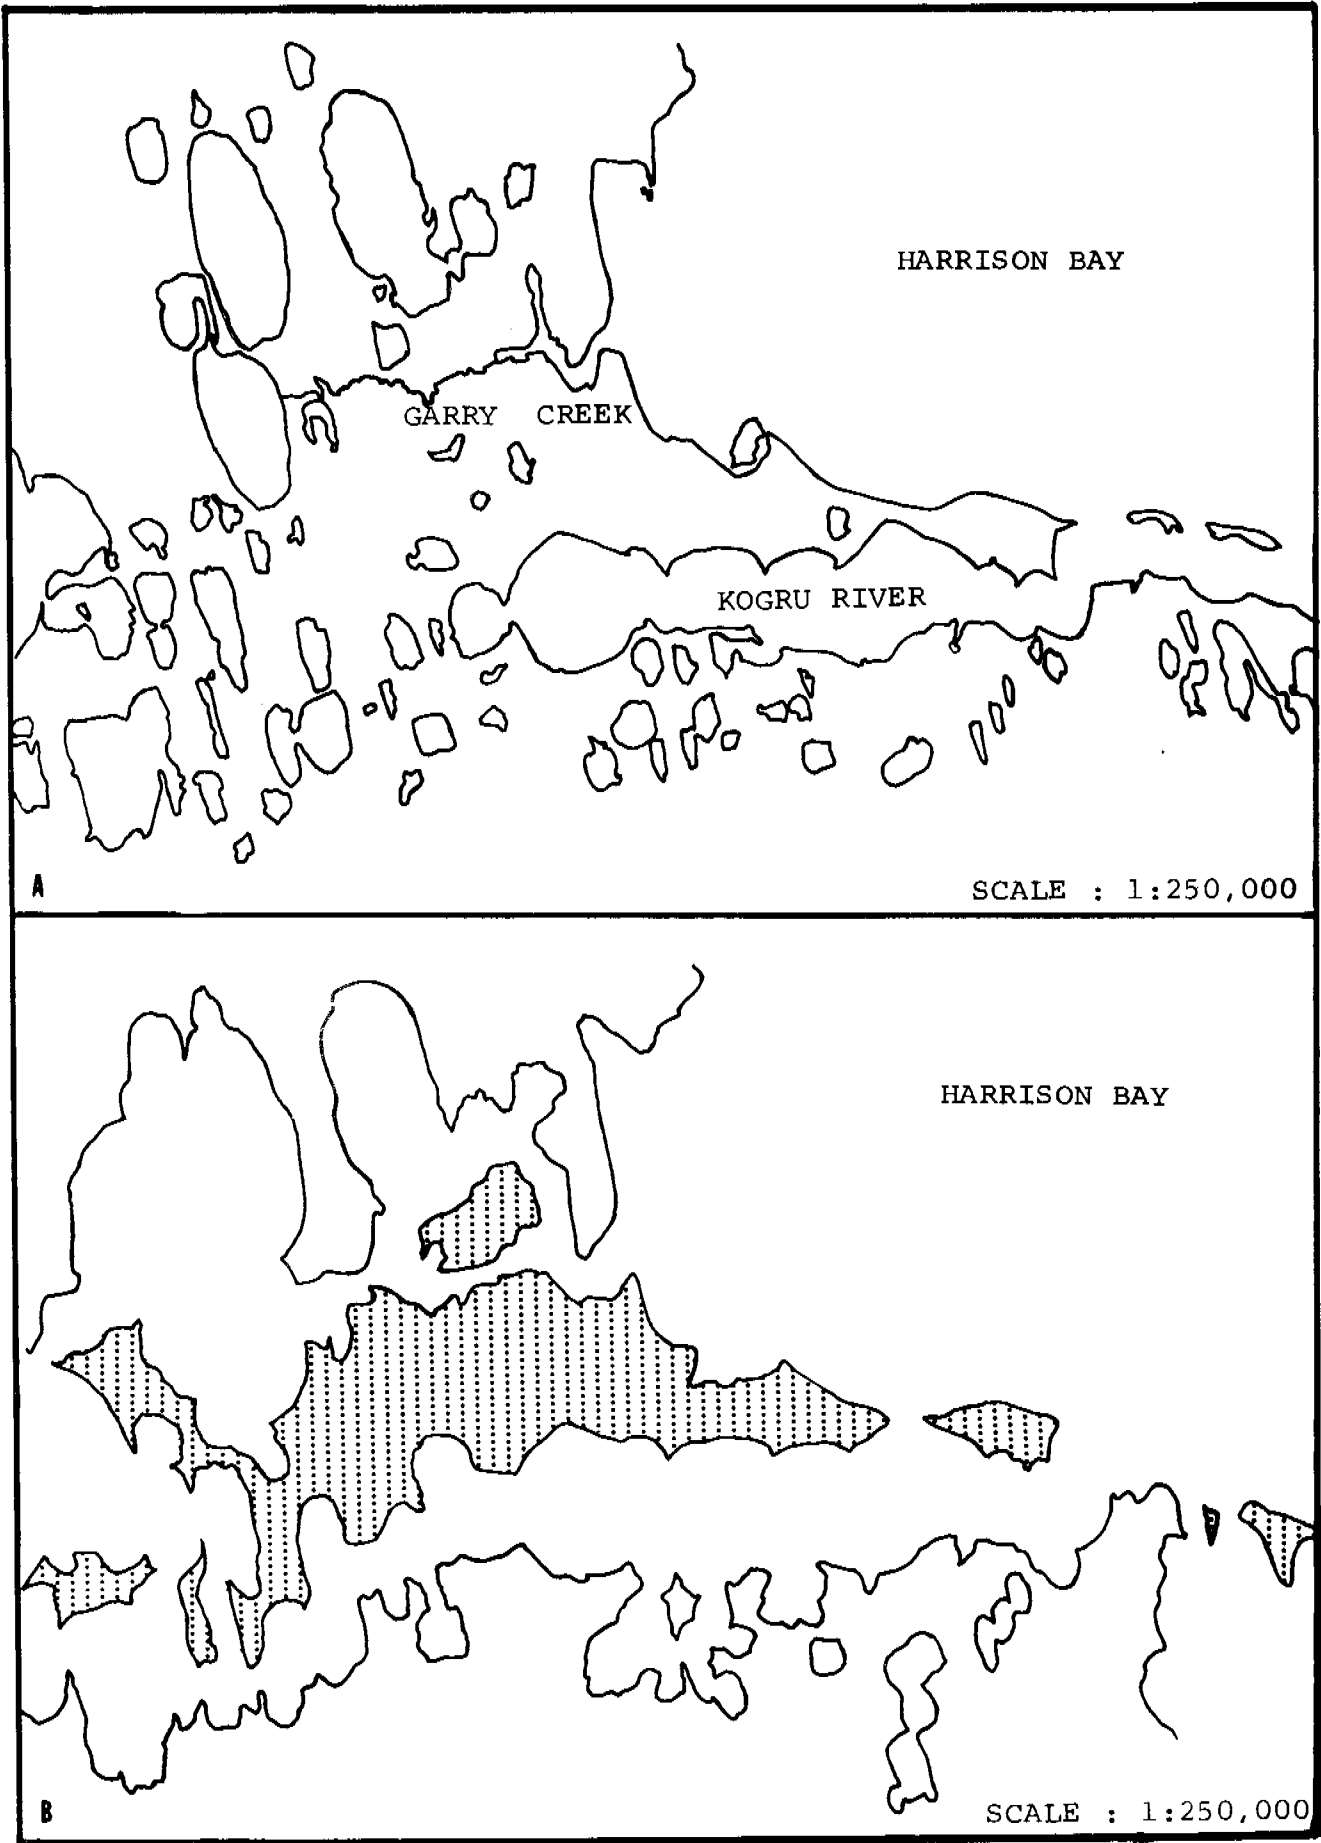 HARRISON BAY
GARRY CREEK
KOGRU RIVER
A
SCALE : 1:250,000
HARRISON BAY
B
SCALE : 1:250,000